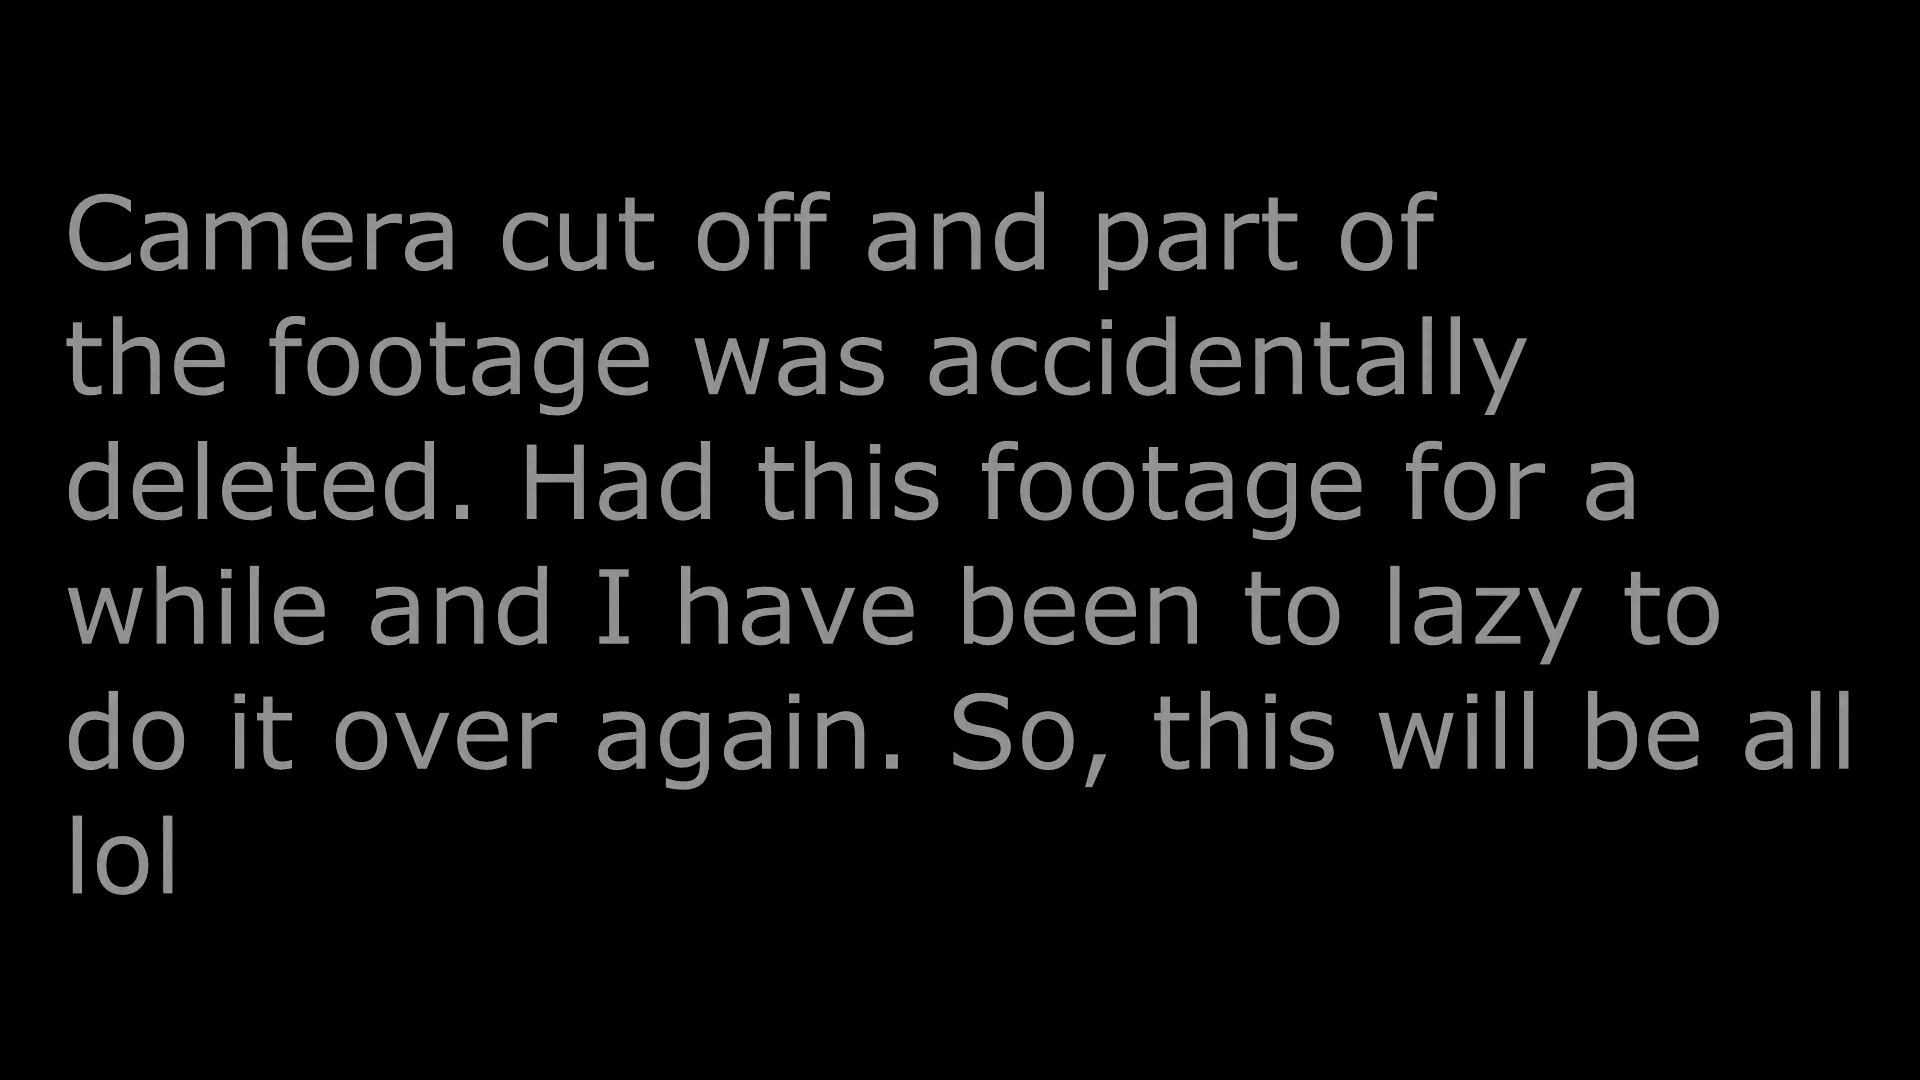 Camera cut off and part of
the footage was accidentally
deleted. Had this footage for a
while and I have been to lazy to
do it over again. So, this will be all
lol